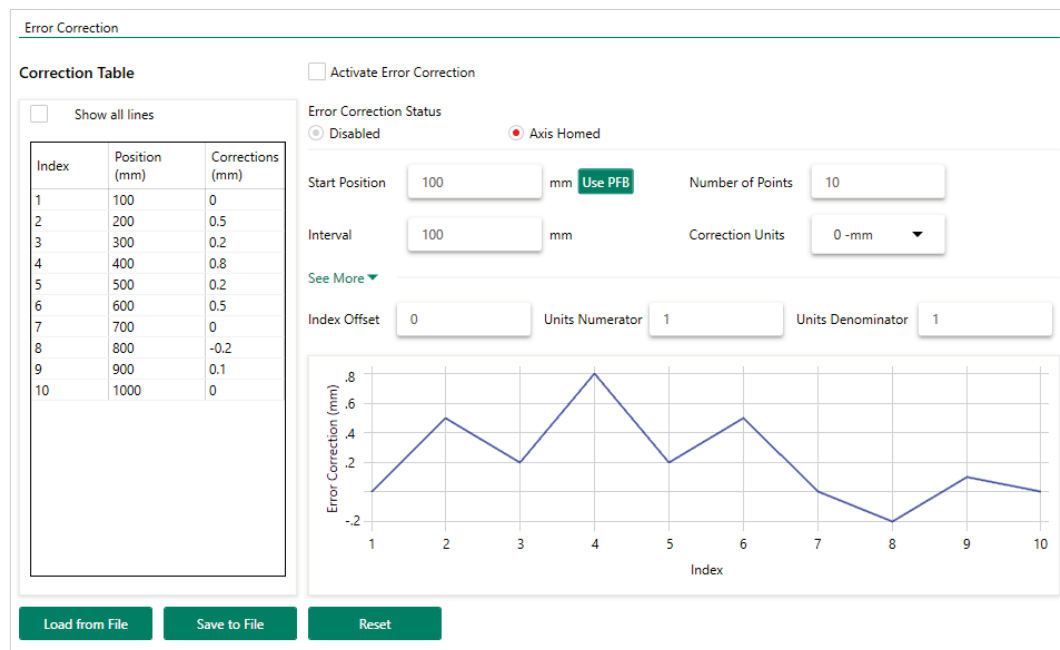 Error Correction
Correction Table
Activate Error Correction
Show all lines
Error Correction Status
Disabled
Axis Homed
Index Position (mm) Corrections (mm)
1 100 0
2 200 0.5
3 300 0.2
4 400 0.8
5 500 0.2
6 600 0.5
7 700 0
8 800 -0.2
9 900 0.1
10 1000 0
Start Position 100 mm Use PFB Number of Points 10
Interval 100 mm Correction Units 0 -mm
See More
Index Offset 0 Units Numerator 1 Units Denominator 1
Error Correction (mm)
.8
.6
.4
.2
-.2
1 2 3 4 5 6 7 8 9 10
Index
Load from File Save to File Reset